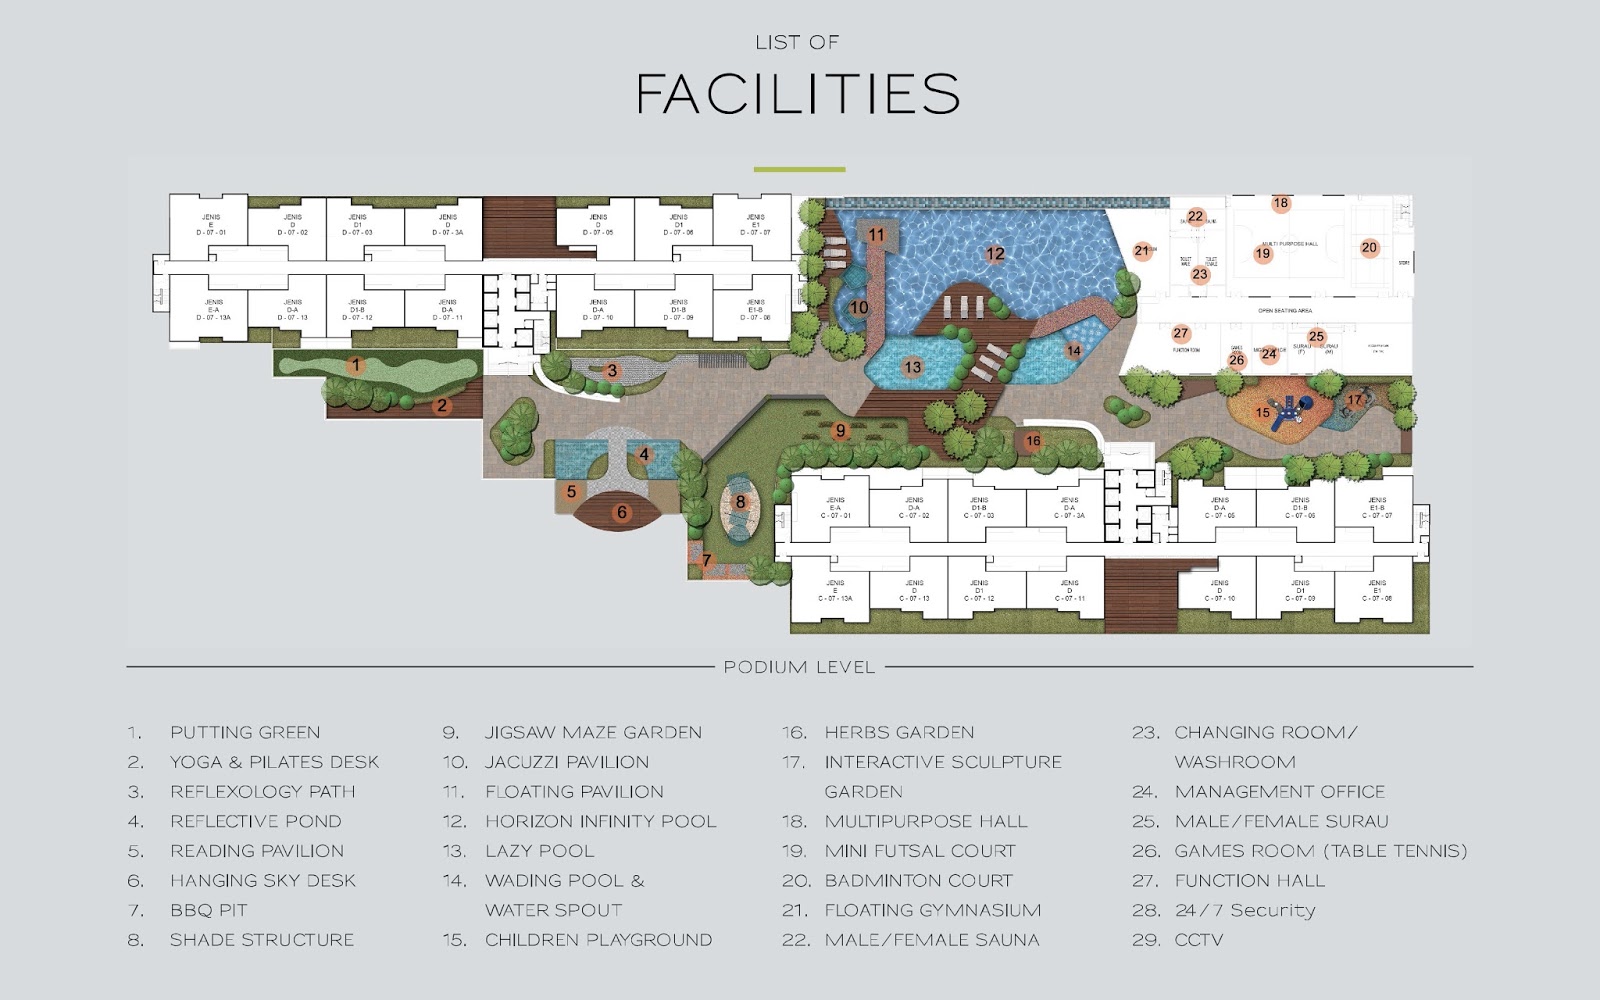 LIST OF
FACILITIES
JENIS
E
D - 07 - 01
JENIS
D
D - 07 - 02
JENIS
D1
D - 07 - 03
JENIS
D
D - 07 - 3A
JENIS
D
D - 07 - 05
JENIS
D1
D - 07 - 06
JENIS
E1
D - 07 - 07
JENIS
E-A
D - 07 - 13A
JENIS
D-A
D - 07 - 13
JENIS
D1-B
D - 07 - 12
JENIS
D-A
D - 07 - 11
JENIS
D-A
D - 07 - 10
JENIS
D1-B
D - 07 - 09
JENIS
E1-B
D - 07 - 08
11
12
10
13
14
22
18
21
MULTI PURPOSE HALL
19
20
STORE
TOILET
MALE
TOILET
FEMALE
23
OPEN SEATING AREA
27
FUNCTION ROOM
26
24
25
SURAU
(F)
SURAU
(M)
1
2
3
4
5
6
7
8
9
15
16
17
JENIS
E-A
C - 07 - 01
JENIS
D-A
C - 07 - 02
JENIS
D1-B
C - 07 - 03
JENIS
D-A
C - 07 - 3A
JENIS
D-A
C - 07 - 05
JENIS
D1-B
C - 07 - 06
JENIS
E1-B
C - 07 - 07
JENIS
E
C - 07 - 13A
JENIS
D
C - 07 - 13
JENIS
D1
C - 07 - 12
JENIS
D
C - 07 - 11
JENIS
D
C - 07 - 10
JENIS
D1
C - 07 - 09
JENIS
E1
C - 07 - 08
PODIUM LEVEL
1. PUTTING GREEN
2. YOGA & PILATES DESK
3. REFLEXOLOGY PATH
4. REFLECTIVE POND
5. READING PAVILION
6. HANGING SKY DESK
7. BBQ PIT
8. SHADE STRUCTURE
9. JIGSAW MAZE GARDEN
10. JACUZZI PAVILION
11. FLOATING PAVILION
12. HORIZON INFINITY POOL
13. LAZY POOL
14. WADING POOL &
WATER SPOUT
15. CHILDREN PLAYGROUND
16. HERBS GARDEN
17. INTERACTIVE SCULPTURE
GARDEN
18. MULTIPURPOSE HALL
19. MINI FUTSAL COURT
20. BADMINTON COURT
21. FLOATING GYMNASIUM
22. MALE/FEMALE SAUNA
23. CHANGING ROOM/
WASHROOM
24. MANAGEMENT OFFICE
25. MALE/FEMALE SURAU
26. GAMES ROOM (TABLE TENNIS)
27. FUNCTION HALL
28. 24/7 Security
29. CCTV